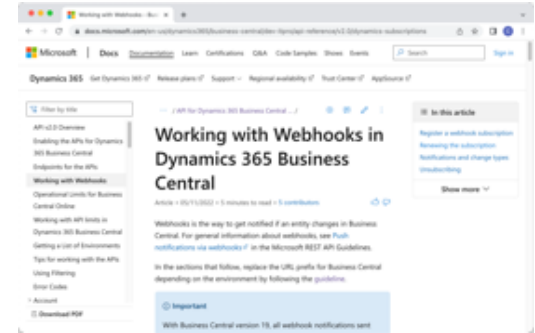 Working with Webhooks - Bus
docs.microsoft.com/en-us/dynamics365/business-central/dev-itpro/api-reference/v2.0/dynamics-subscriptions
Microsoft | Docs Documentation Learn Certifications Q&A Code Samples Shows Events Search Sign in
Dynamics 365 Get Dynamics 365 Release plans Support Regional availability Trust Center AppSource
Filter by title
API v2.0 Overview
Enabling the APIs for Dynamics
365 Business Central
Endpoints for the APIs
Working with Webhooks
Operational Limits for Business
Central Online
Working with API limits in
Dynamics 365 Business Central
Getting a List of Environments
Tips for working with the APIs
Using Filtering
Error Codes
> Account
Download PDF
... / API for Dynamics 365 Business Central ... /
Working with Webhooks in
Dynamics 365 Business
Central
Article • 05/11/2022 • 5 minutes to read • 5 contributors
Webhooks is the way to get notified if an entity changes in Business
Central. For general information about webhooks, see Push
notifications via webhooks in the Microsoft REST API Guidelines.
In the sections that follow, replace the URL prefix for Business Central
depending on the environment by following the guideline.
Important
With Business Central version 19, all webhook notifications sent
In this article
Register a webhook subscription
Renewing the subscription
Notifications and change types
Unsubscribing
Show more